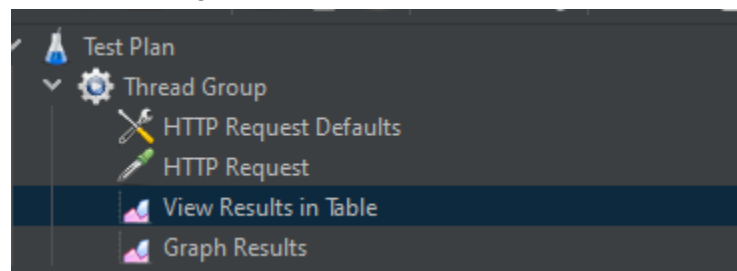 Test Plan
Thread Group
HTTP Request Defaults
HTTP Request
View Results in Table
Graph Results